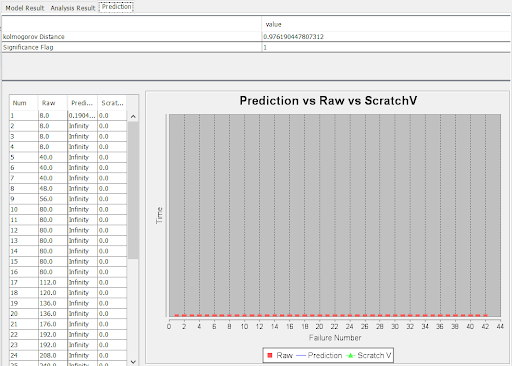 Model Result Analysis Result Prediction
value
kolmogorov Distance 0.976190447807312
Significance Flag 1
Num Raw Predi... Scrat...
1 8.0 0.1904... 0.0
2 8.0 Infinity 0.0
3 8.0 Infinity 0.0
4 8.0 Infinity 0.0
5 40.0 Infinity 0.0
6 40.0 Infinity 0.0
7 40.0 Infinity 0.0
8 48.0 Infinity 0.0
9 56.0 Infinity 0.0
10 80.0 Infinity 0.0
11 80.0 Infinity 0.0
12 80.0 Infinity 0.0
13 80.0 Infinity 0.0
14 80.0 Infinity 0.0
15 80.0 Infinity 0.0
16 80.0 Infinity 0.0
17 112.0 Infinity 0.0
18 120.0 Infinity 0.0
19 136.0 Infinity 0.0
20 136.0 Infinity 0.0
21 176.0 Infinity 0.0
22 192.0 Infinity 0.0
23 192.0 Infinity 0.0
24 208.0 Infinity 0.0
Prediction vs Raw vs ScratchV
Time
0 2 4 6 8 10 12 14 16 18 20 22 24 26 28 30 32 34 36 38 40 42 44
Failure Number
Raw Prediction Scratch V